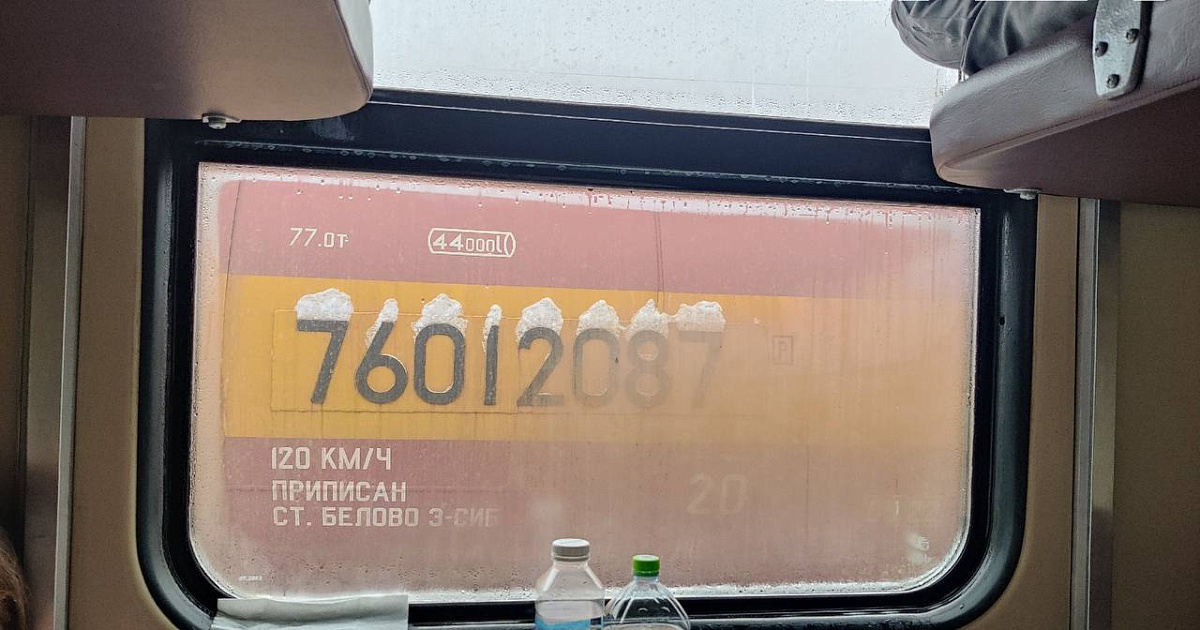 77.0т 44000л
76012087
Р
120 КМ/Ч
ПРИПИСАН
СТ. БЕЛОВО З-СИБ
20